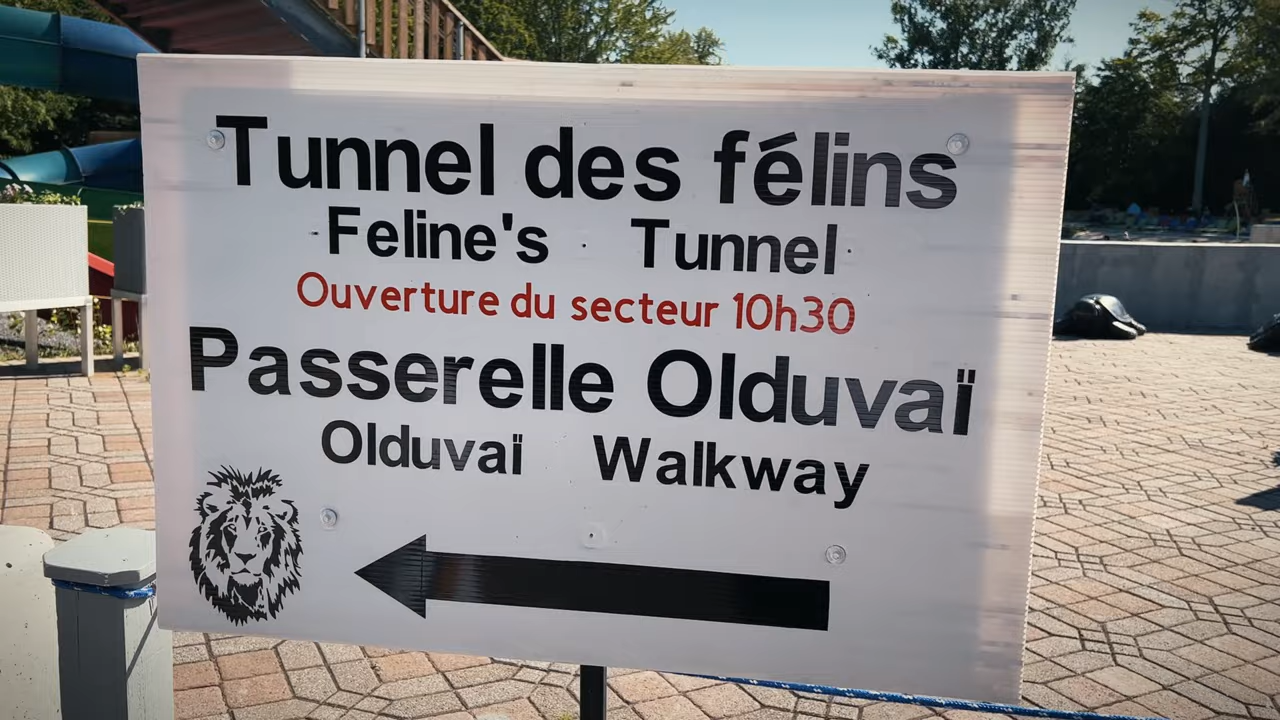 Tunnel des félins
Feline's Tunnel
Ouverture du secteur 10h30
Passerelle Olduvaï
Olduvaï Walkway